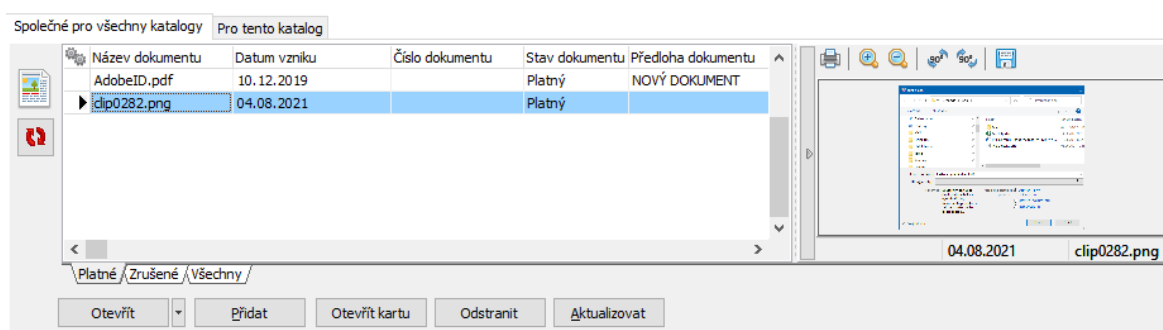 Společné pro všechny katalogy Pro tento katalog
Název dokumentu Datum vzniku Číslo dokumentu Stav dokumentu Předloha dokumentu
AdobeID.pdf 10.12.2019 Platný NOVÝ DOKUMENT
clip0282.png 04.08.2021 Platný
90° 90°
04.08.2021 clip0282.png
Platné Zrušené Všechny
Otevřít Přidat Otevřít kartu Odstranit Aktualizovat